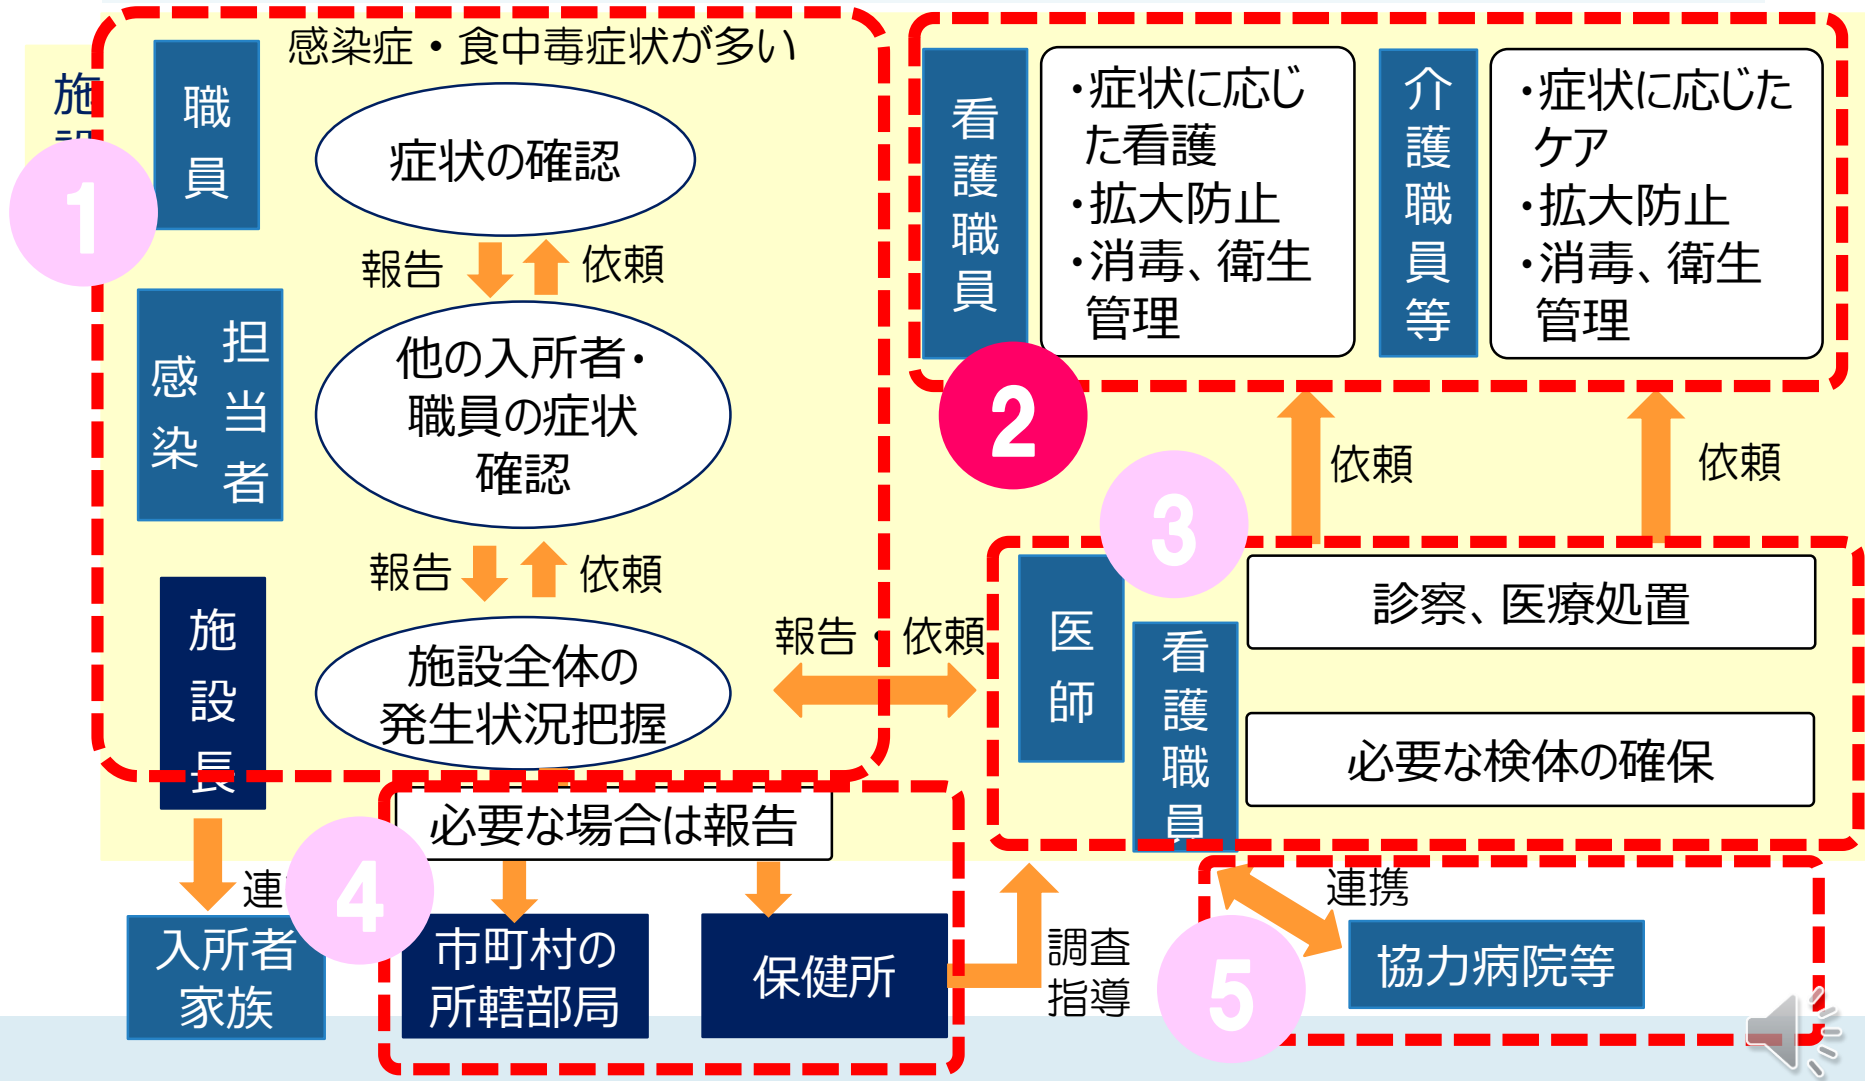 感染症・食中毒症状が多い
施
職員
1
症状の確認
報告
依頼
感染
担当者
他の入所者・
職員の症状
確認
報告
依頼
施設長
施設全体の
発生状況把握
報告・依頼
看護職員
・症状に応じ
た看護
・拡大防止
・消毒、衛生
管理
介護職員等
・症状に応じた
ケア
・拡大防止
・消毒、衛生
管理
2
依頼
依頼
3
医師
看護職員
診察、医療処置
必要な検体の確保
必要な場合は報告
4
連
入所者
家族
市町村の
所轄部局
保健所
調査
指導
5
連携
協力病院等